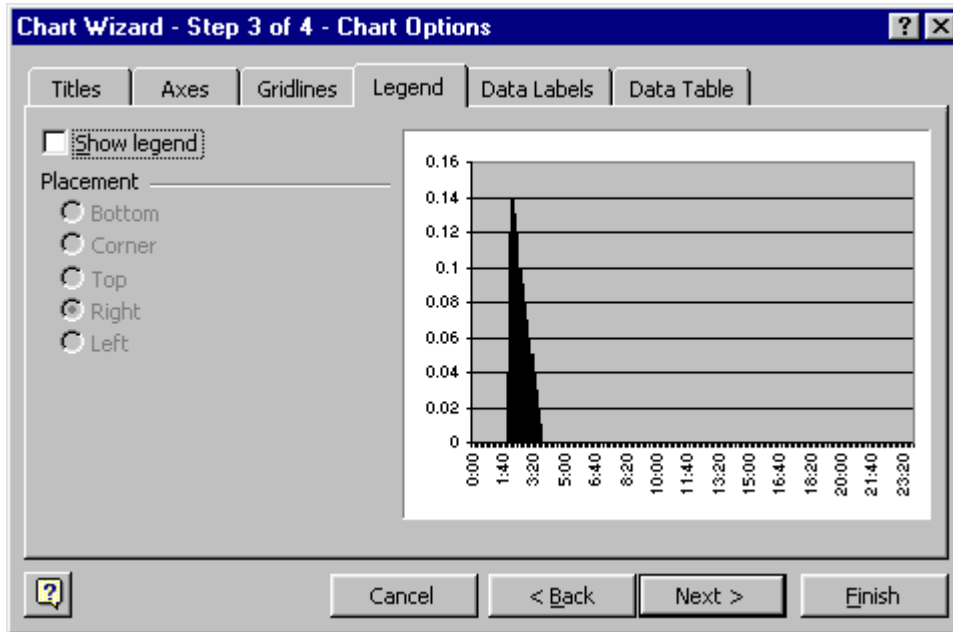 Chart Wizard - Step 3 of 4 - Chart Options
Titles Axes Gridlines Legend Data Labels Data Table
Show legend
Placement
Bottom
Corner
Top
Right
Left
0.16
0.14
0.12
0.1
0.08
0.06
0.04
0.02
0
0:00 1:40 3:20 5:00 6:40 8:20 10:00 11:40 13:20 15:00 16:40 18:20 20:00 21:40 23:20
Cancel < Back Next > Finish